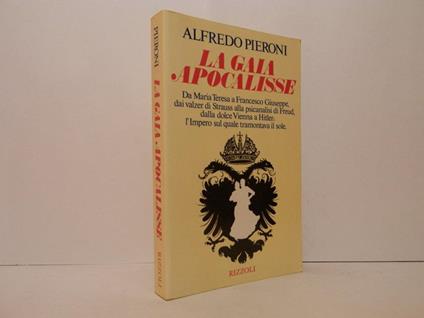 PIERONI
LA GAIA APOCALISSE
RIZZOLI
ALFREDO PIERONI
LA GAIA
APOCALISSE
Da Maria Teresa a Francesco Giuseppe,
dai valzer di Strauss alla psicanalisi di Freud,
dalla dolce Vienna a Hitler:
l'Impero sul quale tramontava il sole.
RIZZOLI